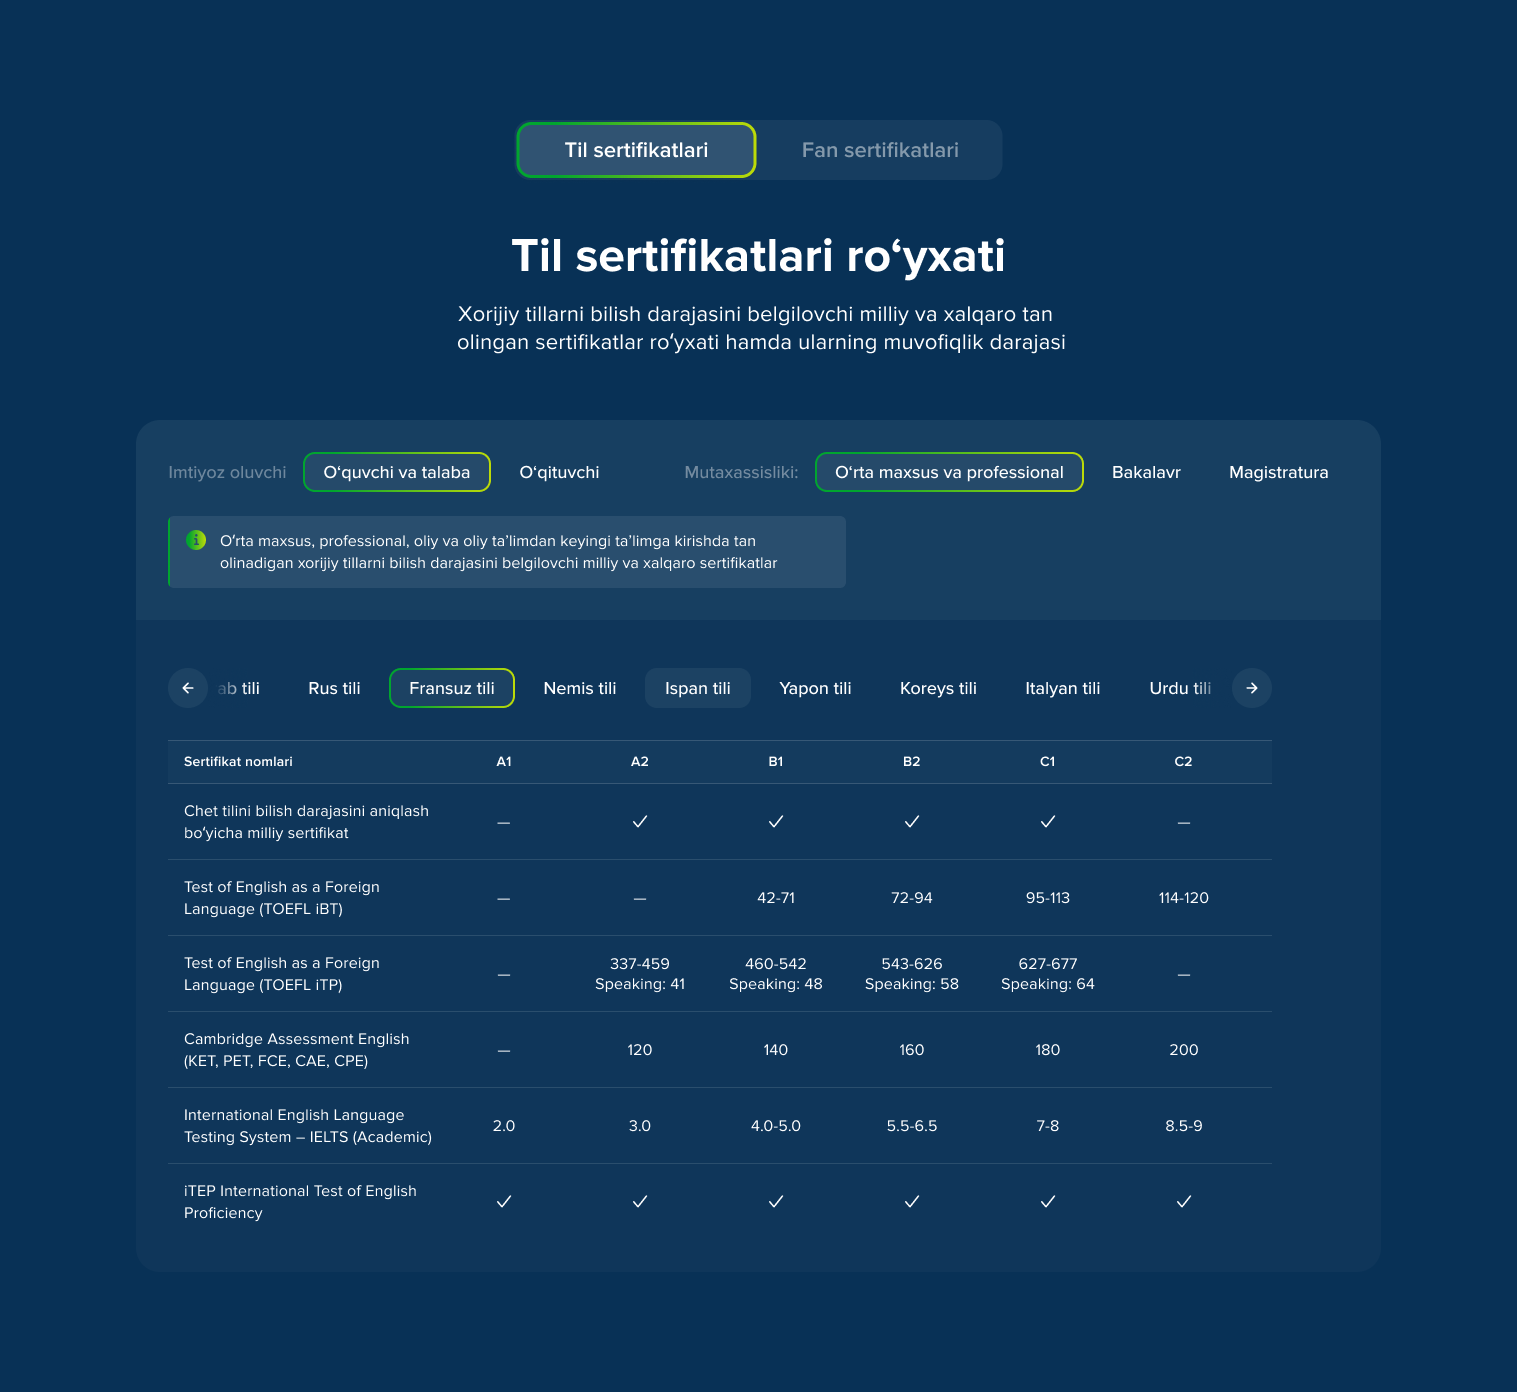 Til sertifikatlari Fan sertifikatlari
Til sertifikatlari ro‘yxati
Xorijiy tillarni bilish darajasini belgilovchi milliy va xalqaro tan
olingan sertifikatlar ro‘yxati hamda ularning muvofiqlik darajasi
Imtiyoz oluvchi O‘quvchi va talaba O‘qituvchi Mutaxassisliki: O‘rta maxsus va professional Bakalavr Magistratura
O‘rta maxsus, professional, oliy va oliy ta’limdan keyingi ta’limga kirishda tan
olinadigan xorijiy tillarni bilish darajasini belgilovchi milliy va xalqaro sertifikatlar
ab tili Rus tili Fransuz tili Nemis tili Ispan tili Yapon tili Koreys tili Italyan tili Urdu tili
Sertifikat nomlari A1 A2 B1 B2 C1 C2
Chet tilini bilish darajasini aniqlash
bo‘yicha milliy sertifikat
— ✓ ✓ ✓ ✓ —
Test of English as a Foreign
Language (TOEFL iBT)
— — 42-71 72-94 95-113 114-120
Test of English as a Foreign
Language (TOEFL iTP)
— 337-459 460-542 543-626 627-677 —
Speaking: 41 Speaking: 48 Speaking: 58 Speaking: 64
Cambridge Assessment English
(KET, PET, FCE, CAE, CPE)
— 120 140 160 180 200
International English Language
Testing System – IELTS (Academic)
2.0 3.0 4.0-5.0 5.5-6.5 7-8 8.5-9
iTEP International Test of English
Proficiency
✓ ✓ ✓ ✓ ✓ ✓